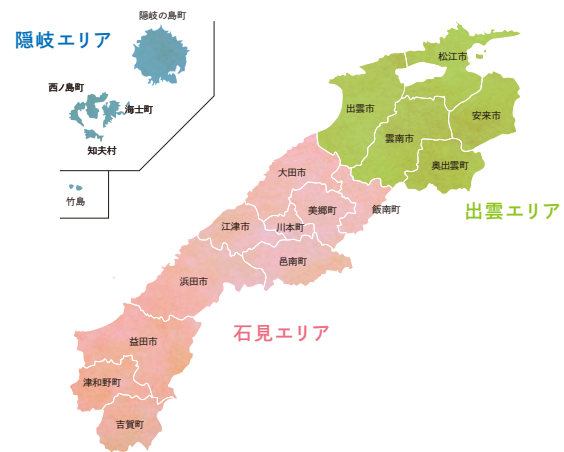 隠岐の島町
隠岐エリア
西ノ島町
海士町
知夫村
竹島
松江市
出雲市
安来市
雲南市
奥出雲町
出雲エリア
大田市
美郷町
飯南町
江津市
川本町
邑南町
浜田市
石見エリア
益田市
津和野町
吉賀町